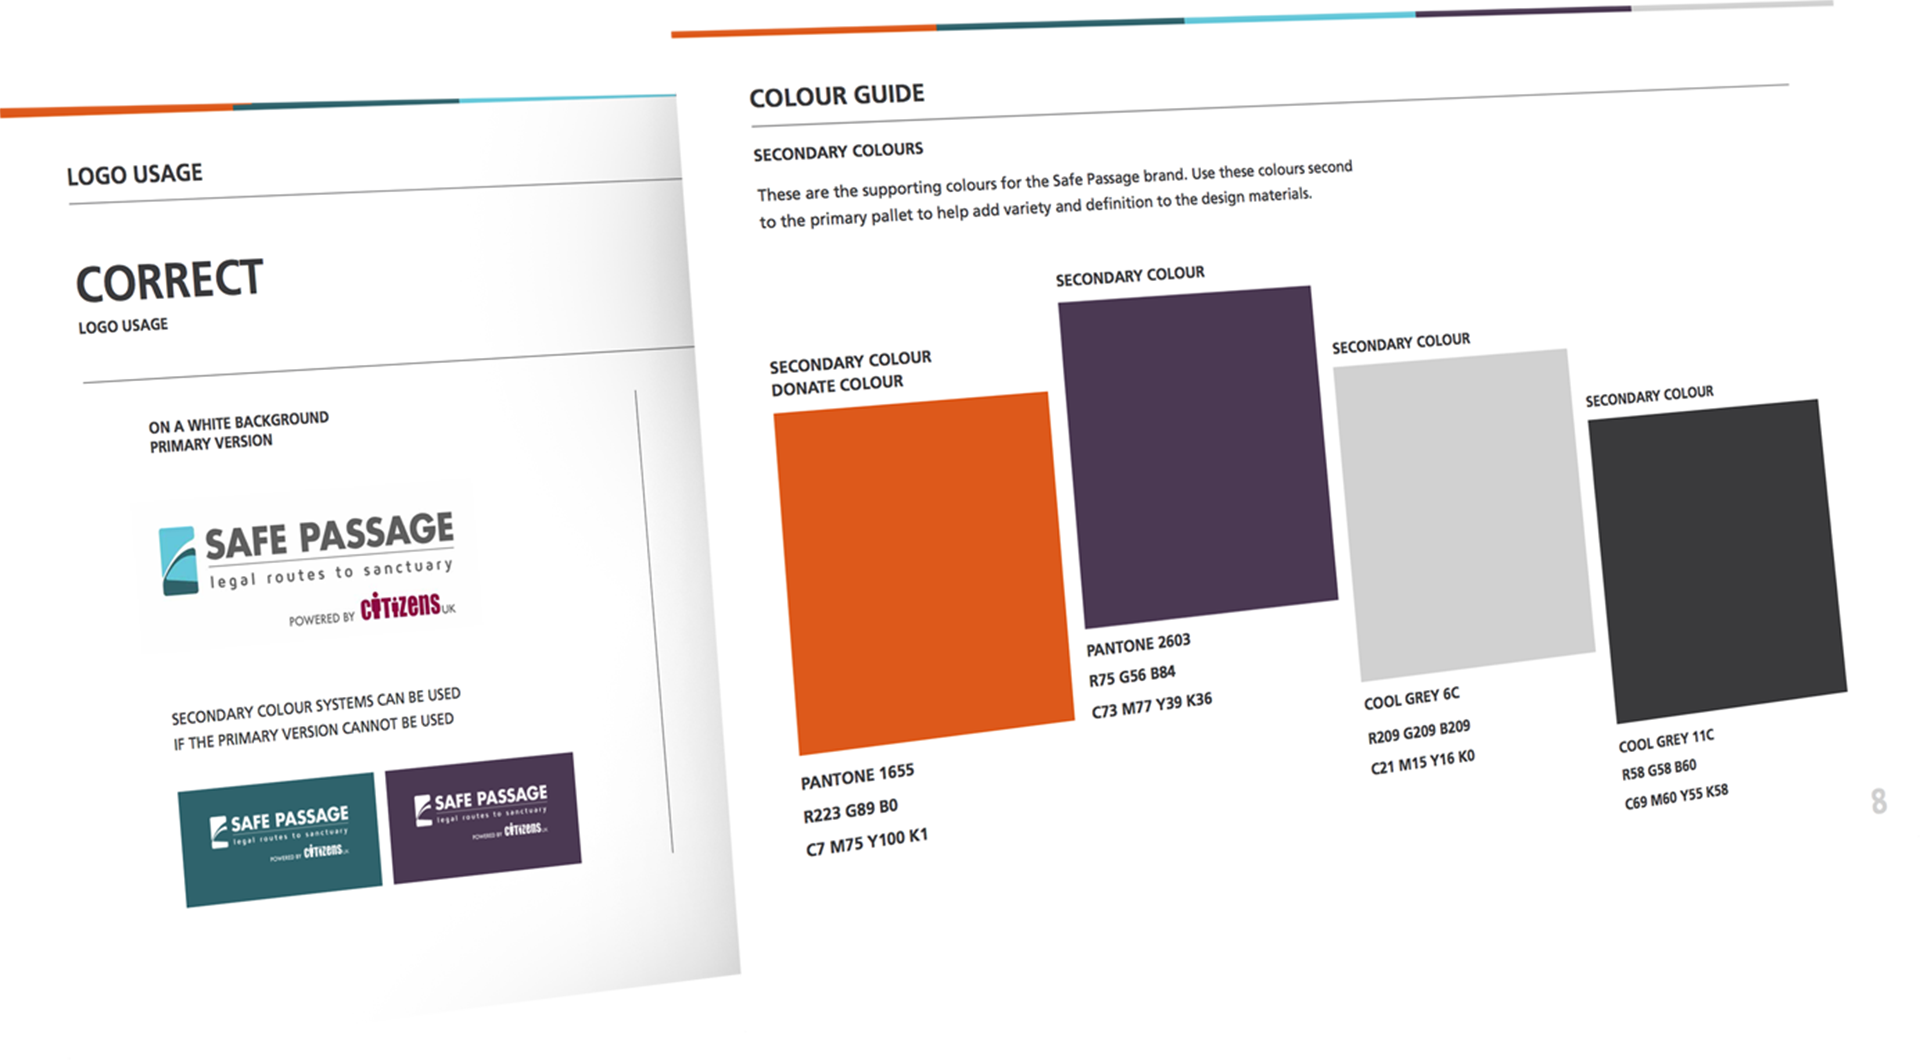 LOGO USAGE
CORRECT
LOGO USAGE
ON A WHITE BACKGROUND
PRIMARY VERSION
SAFE PASSAGE
legal routes to sanctuary
POWERED BY CITIZENS UK
SECONDARY COLOUR SYSTEMS CAN BE USED
IF THE PRIMARY VERSION CANNOT BE USED
SAFE PASSAGE
legal routes to sanctuary
POWERED BY CITIZENS UK
SAFE PASSAGE
legal routes to sanctuary
POWERED BY CITIZENS UK
COLOUR GUIDE
SECONDARY COLOURS
These are the supporting colours for the Safe Passage brand. Use these colours second
to the primary pallet to help add variety and definition to the design materials.
SECONDARY COLOUR
DONATE COLOUR
PANTONE 1655
R223 G89 B0
C7 M75 Y100 K1
SECONDARY COLOUR
PANTONE 2603
R75 G56 B84
C73 M77 Y39 K36
SECONDARY COLOUR
COOL GREY 6C
R209 G209 B209
C21 M15 Y16 K0
SECONDARY COLOUR
COOL GREY 11C
R58 G58 B60
C69 M60 Y55 K58
8